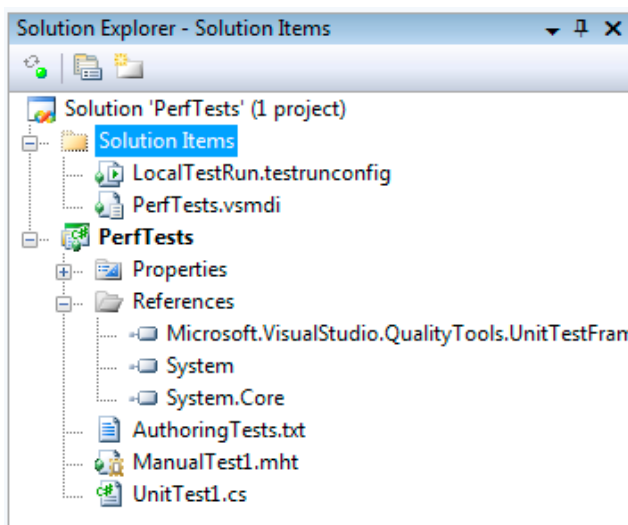 Solution Explorer - Solution Items
Solution 'PerfTests' (1 project)
Solution Items
LocalTestRun.testrunconfig
PerfTests.vsmdi
PerfTests
Properties
References
Microsoft.VisualStudio.QualityTools.UnitTestFram
System
System.Core
AuthoringTests.txt
ManualTest1.mht
UnitTest1.cs